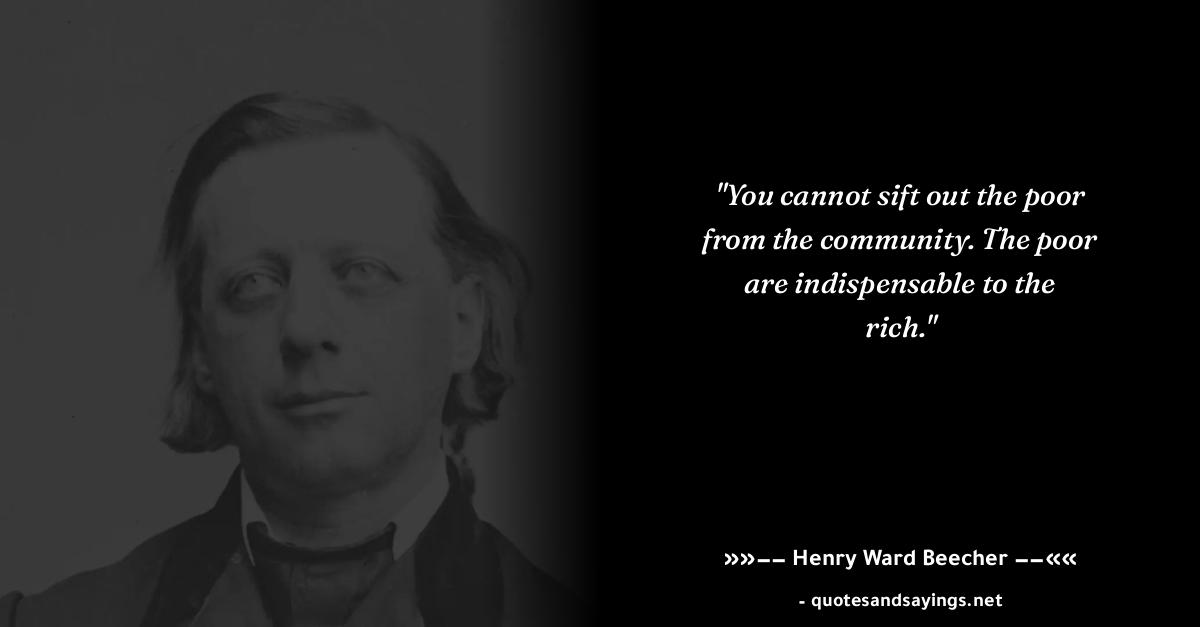 "You cannot sift out the poor
from the community. The poor
are indispensable to the
rich."
»»−− Henry Ward Beecher −−««
- quotesandsayings.net